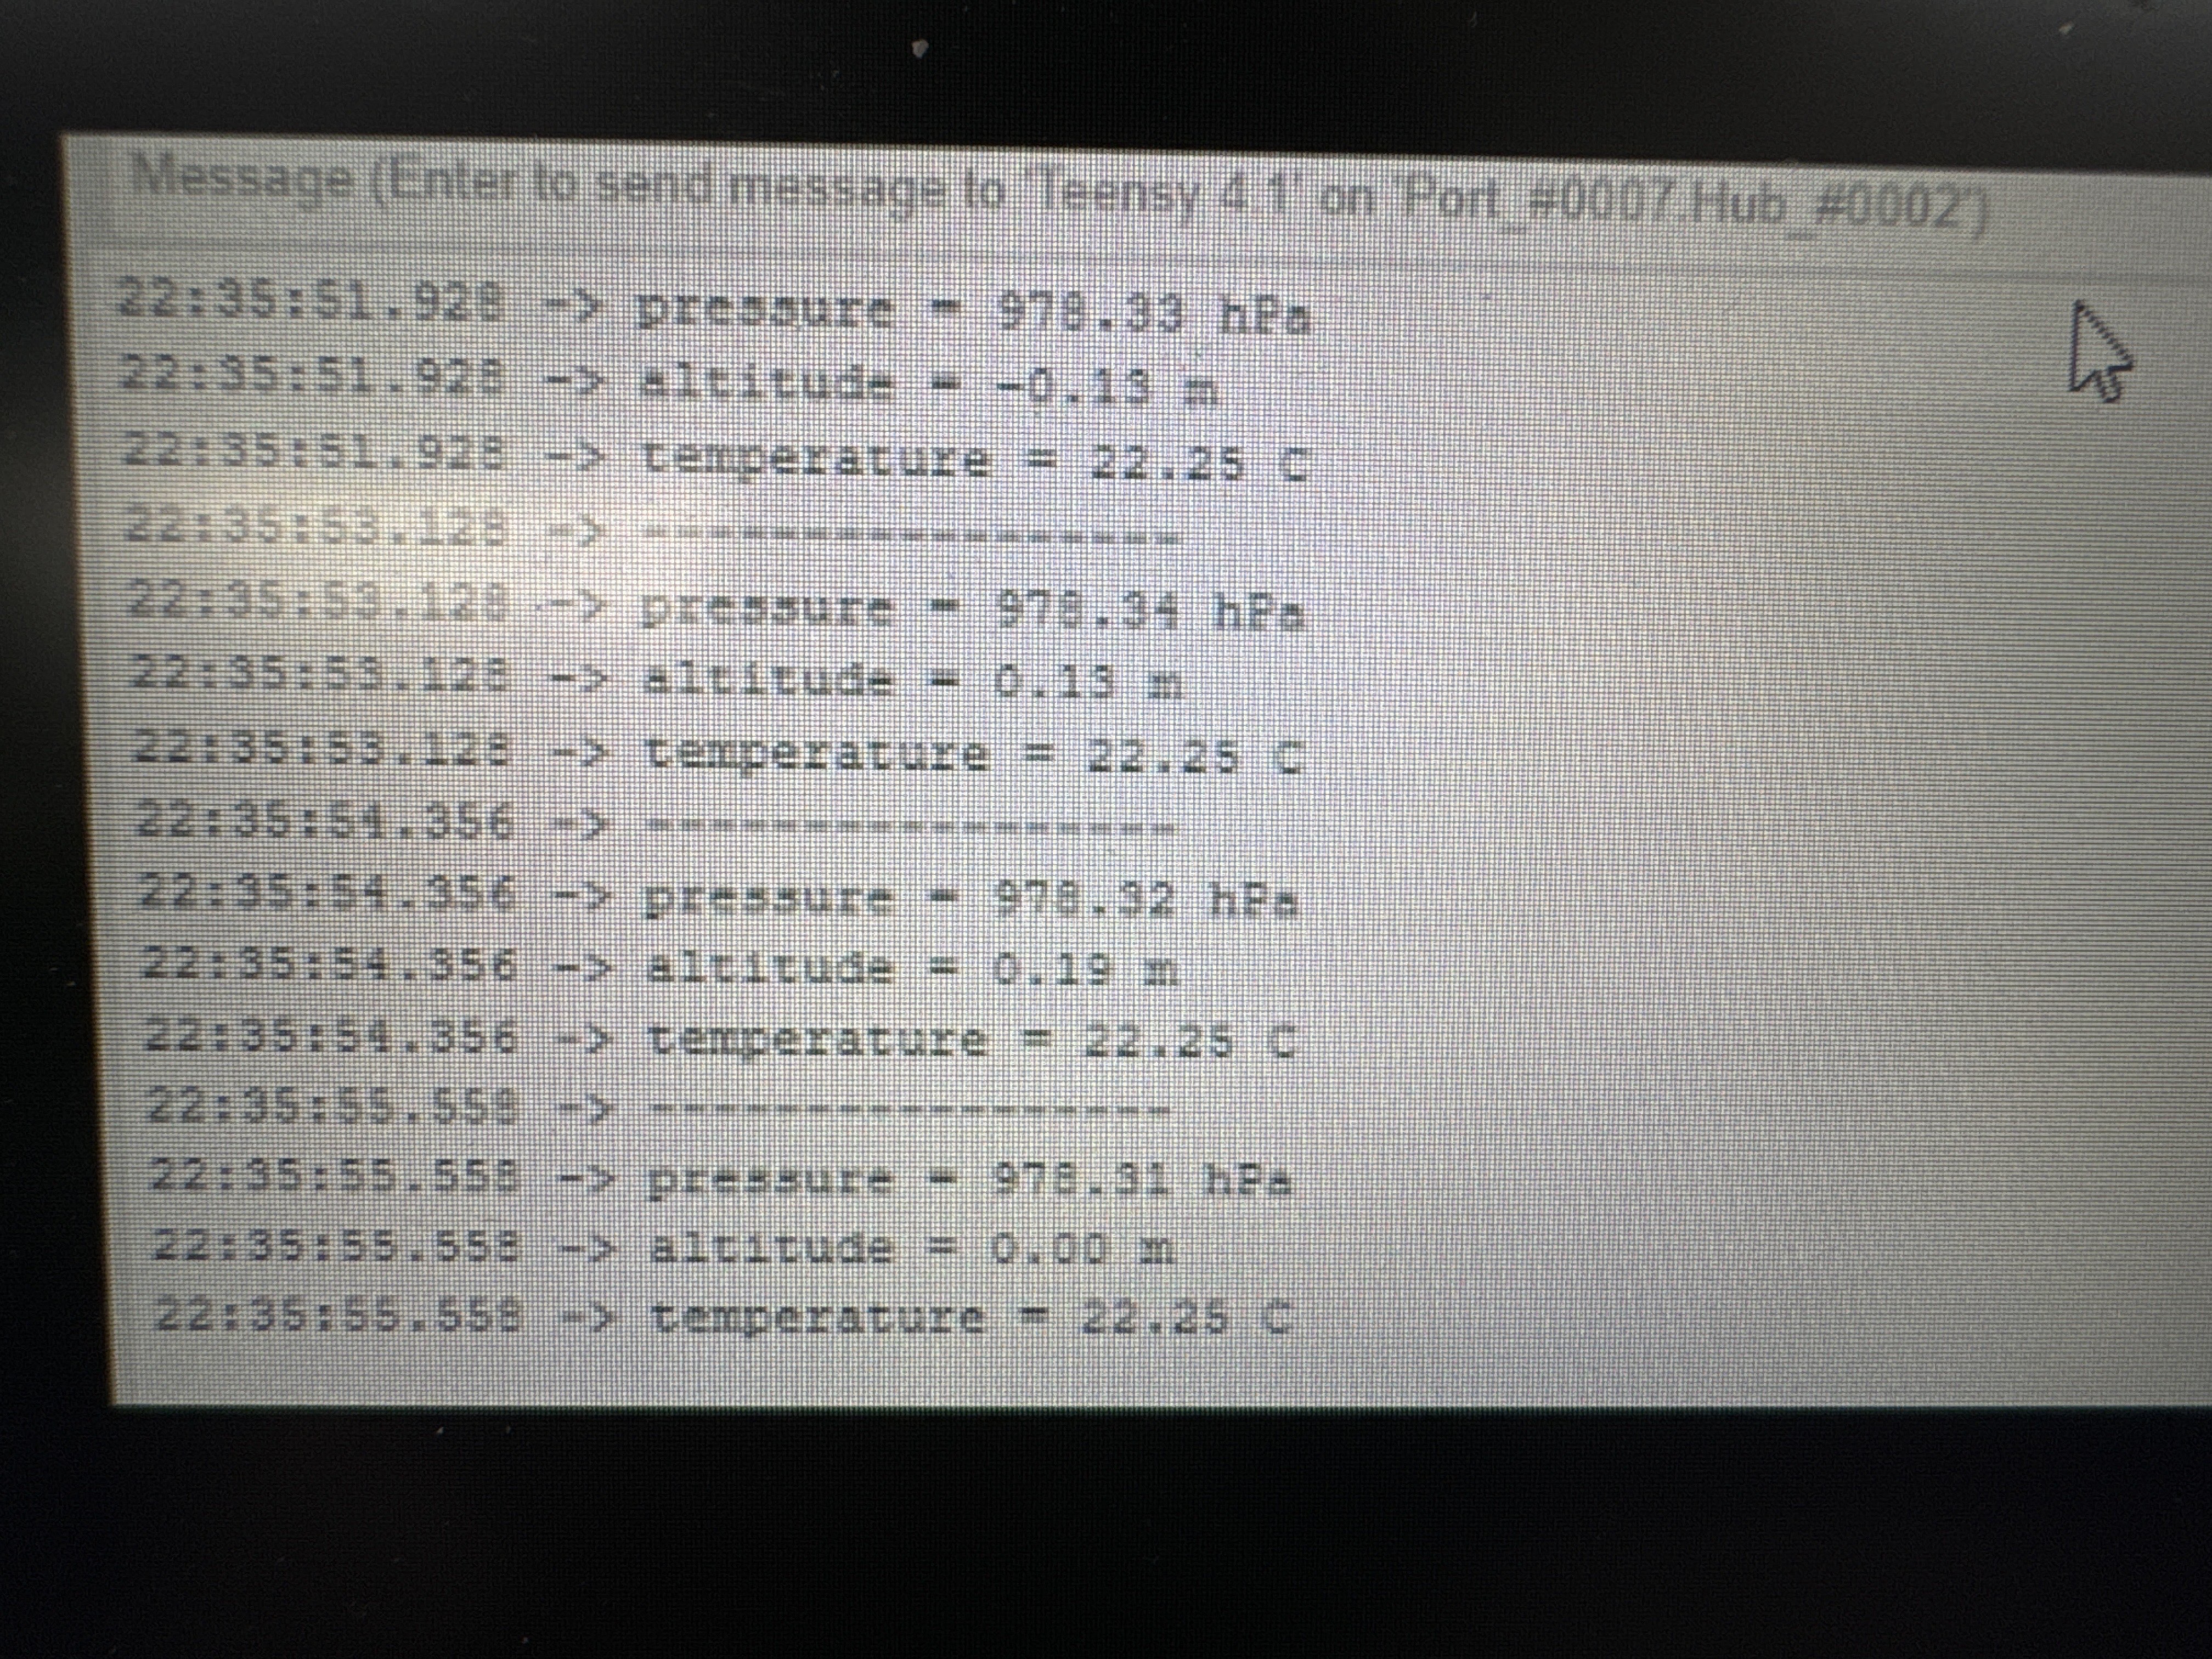 Message (Enter to send message to 'Teensy 4.1' on 'Port_#0007.Hub_#0002')
22:35:51.928 -> pressure = 978.33 hPa
22:35:51.928 -> altitude = -0.13 m
22:35:51.928 -> temperature = 22.25 C
22:35:53.128 -> -----------------
22:35:53.128 -> pressure = 978.34 hPa
22:35:53.128 -> altitude = 0.13 m
22:35:53.128 -> temperature = 22.25 C
22:35:54.356 -> -----------------
22:35:54.356 -> pressure = 978.32 hPa
22:35:54.356 -> altitude = 0.19 m
22:35:54.356 -> temperature = 22.25 C
22:35:55.558 -> -----------------
22:35:55.558 -> pressure = 978.31 hPa
22:35:55.558 -> altitude = 0.00 m
22:35:55.558 -> temperature = 22.25 C